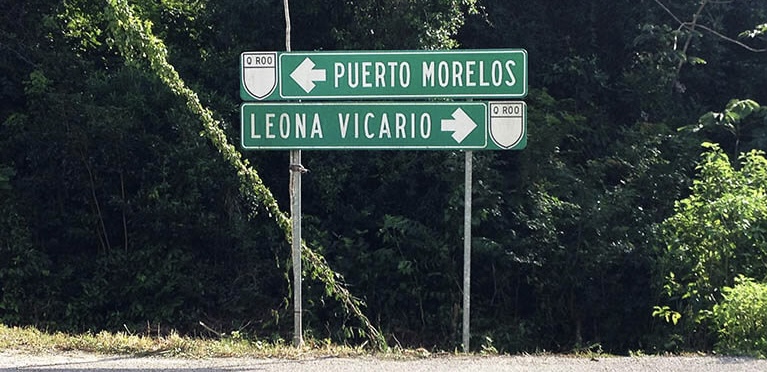 Q ROO
PUERTO MORELOS
LEONA VICARIO
Q ROO